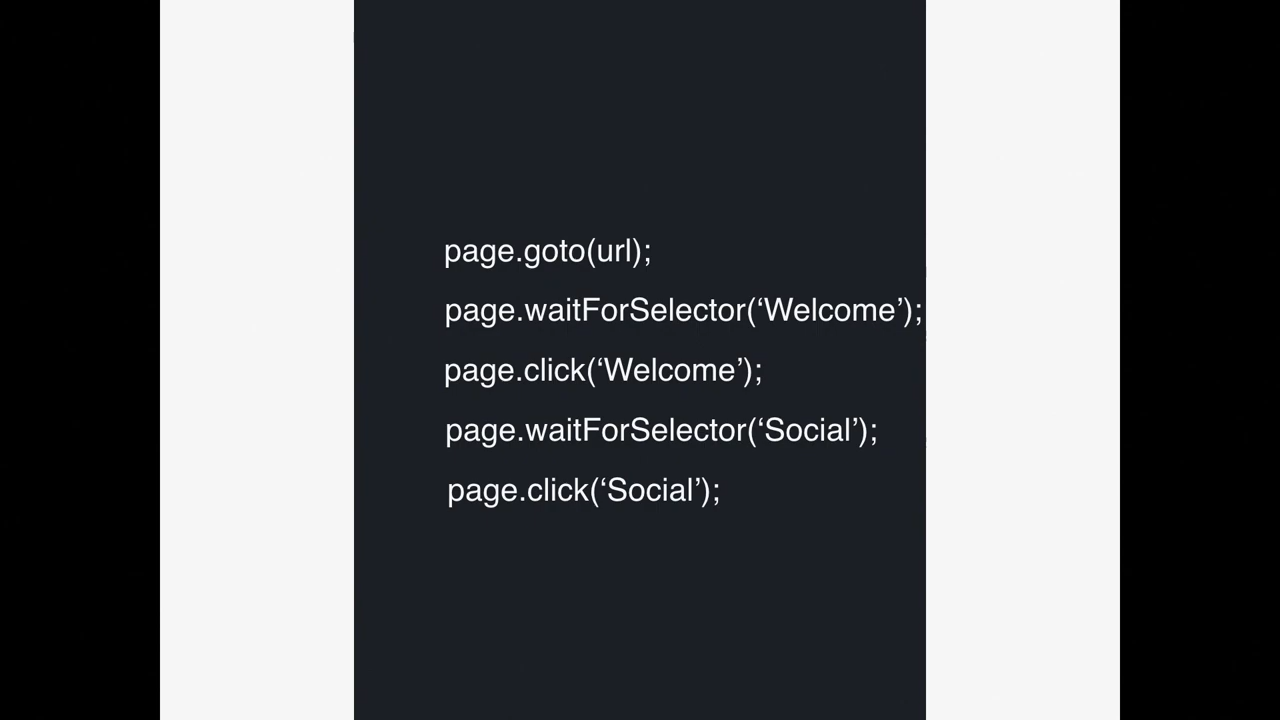 page.goto(url);
page.waitForSelector(‘Welcome’);
page.click(‘Welcome’);
page.waitForSelector(‘Social’);
page.click(‘Social’);